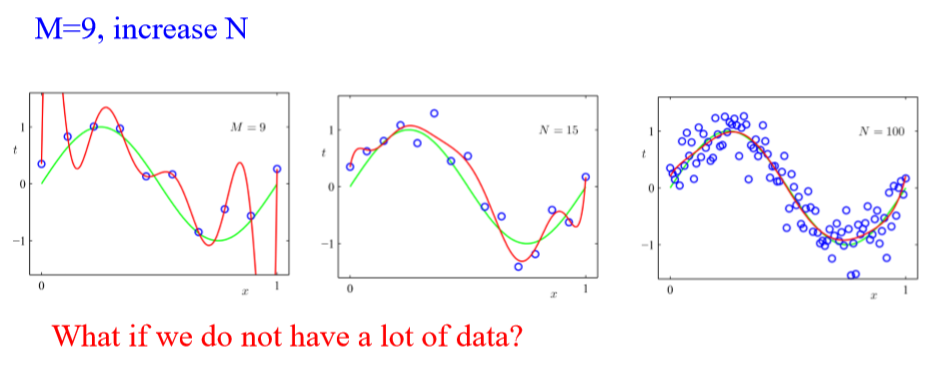 M=9, increase N
M = 9
1
t
0
−1
0
x
1
N = 15
1
t
0
−1
0
x
1
N = 100
1
t
0
−1
0
x
1
What if we do not have a lot of data?